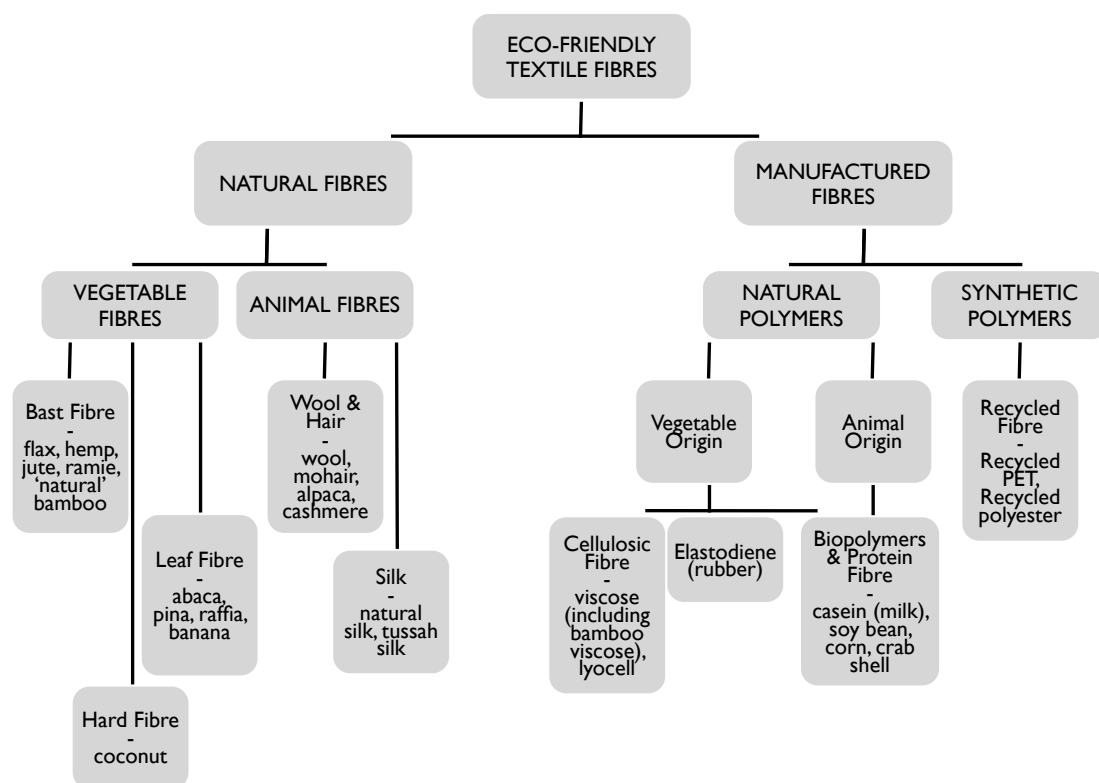 ECO-FRIENDLY
TEXTILE FIBRES
NATURAL FIBRES
MANUFACTURED
FIBRES
VEGETABLE
FIBRES
ANIMAL FIBRES
NATURAL
POLYMERS
SYNTHETIC
POLYMERS
Bast Fibre
-
flax, hemp,
jute, ramie,
‘natural’
bamboo
Wool &
Hair
-
wool,
mohair,
alpaca,
cashmere
Vegetable
Origin
Animal
Origin
Recycled
Fibre
-
Recycled
PET,
Recycled
polyester
Leaf Fibre
-
abaca,
pina, raffia,
banana
Silk
-
natural
silk, tussah
silk
Cellulosic
Fibre
-
viscose
(including
bamboo
viscose),
lyocell
Elastodiene
(rubber)
Biopolymers
& Protein
Fibre
-
casein (milk),
soy bean,
corn, crab
shell
Hard Fibre
-
coconut